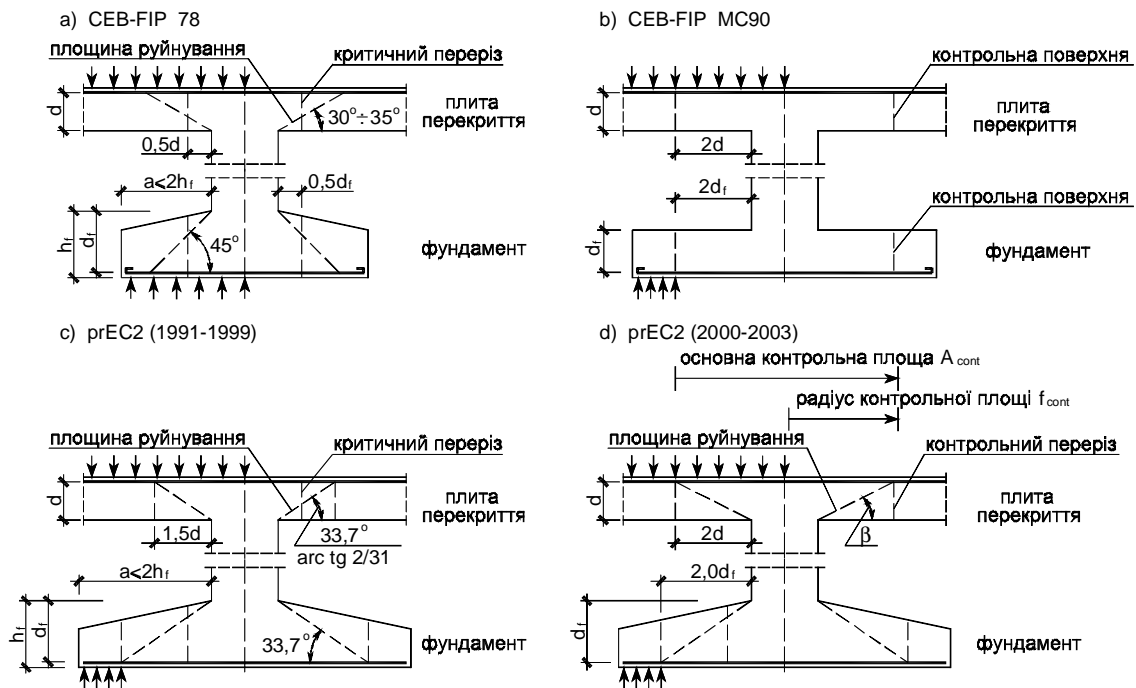 a) CEB-FIP 78
площина руйнування
критичний переріз
d
30°÷35°
плита
перекриття
0,5d
a<2hf
0,5df
hf
df
45°
фундамент
b) CEB-FIP MC90
контрольна поверхня
d
плита
перекриття
2d
2df
контрольна поверхня
df
фундамент
c) prEC2 (1991-1999)
площина руйнування
критичний переріз
d
плита
перекриття
1,5d
33,7°
arc tg 2/31
a<2hf
hf
df
33,7°
фундамент
d) prEC2 (2000-2003)
основна контрольна площа A cont
радіус контрольної площі f cont
площина руйнування
контрольний переріз
d
плита
перекриття
2d
β
2,0df
df
фундамент